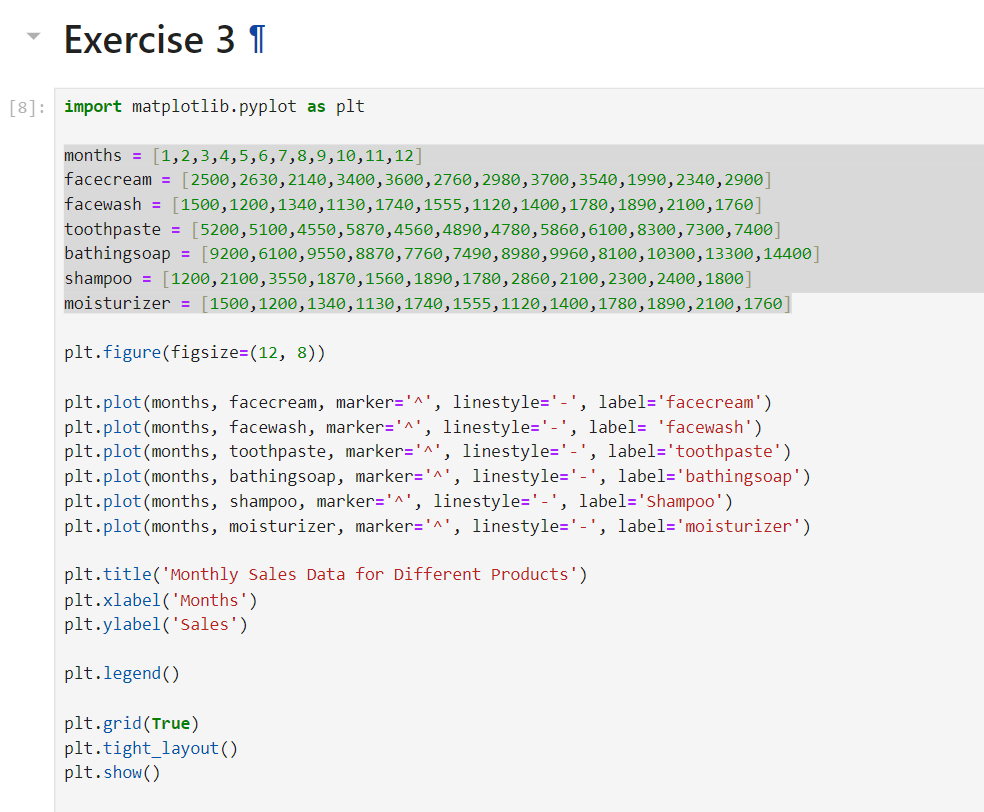 Exercise 3 ¶
[8]:
import matplotlib.pyplot as plt
months = [1,2,3,4,5,6,7,8,9,10,11,12]
facecream = [2500,2630,2140,3400,3600,2760,2980,3700,3540,1990,2340,2900]
facewash = [1500,1200,1340,1130,1740,1555,1120,1400,1780,1890,2100,1760]
toothpaste = [5200,5100,4550,5870,4560,4890,4780,5860,6100,8300,7300,7400]
bathingsoap = [9200,6100,9550,8870,7760,7490,8980,9960,8100,10300,13300,14400]
shampoo = [1200,2100,3550,1870,1560,1890,1780,2860,2100,2300,2400,1800]
moisturizer = [1500,1200,1340,1130,1740,1555,1120,1400,1780,1890,2100,1760]
plt.figure(figsize=(12, 8))
plt.plot(months, facecream, marker='^', linestyle='-', label='facecream')
plt.plot(months, facewash, marker='^', linestyle='-', label= 'facewash')
plt.plot(months, toothpaste, marker='^', linestyle='-', label='toothpaste')
plt.plot(months, bathingsoap, marker='^', linestyle='-', label='bathingsoap')
plt.plot(months, shampoo, marker='^', linestyle='-', label='Shampoo')
plt.plot(months, moisturizer, marker='^', linestyle='-', label='moisturizer')
plt.title('Monthly Sales Data for Different Products')
plt.xlabel('Months')
plt.ylabel('Sales')
plt.legend()
plt.grid(True)
plt.tight_layout()
plt.show()